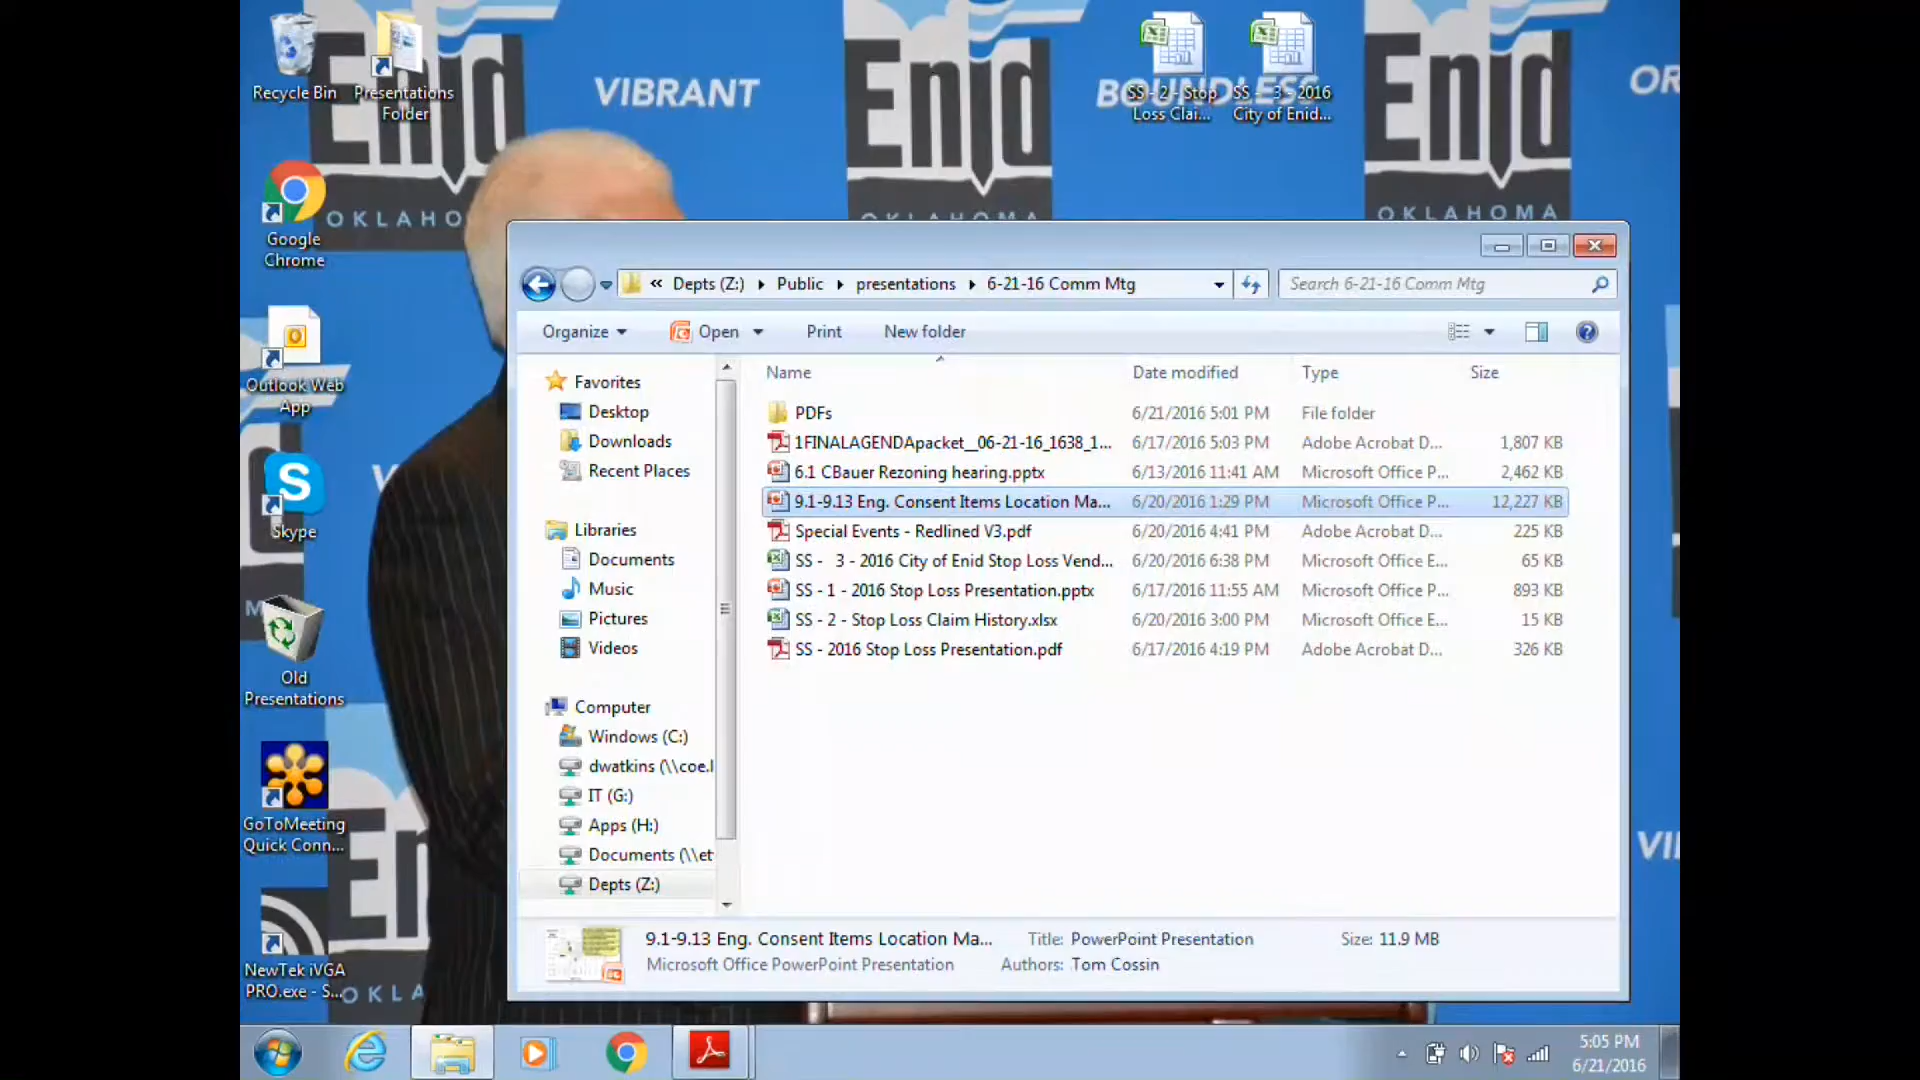 Enid
OKLAHO
VIBRANT
Enid
OKLAHOMA
BOUNDLESS
Enid
OKLAHOMA
OR
Recycle Bin
Presentations
Folder
SS - 2 - Stop
Loss Clai...
SS - 3 - 2016
City of Enid...
Google
Chrome
Outlook Web
App
Skype
Old
Presentations
GoToMeeting
Quick Conn...
NewTek iVGA
PRO.exe - S...
OKLA
VI
« Depts (Z:) Public presentations 6-21-16 Comm Mtg
Search 6-21-16 Comm Mtg
Organize Open Print New folder
Favorites
Desktop
Downloads
Recent Places
Libraries
Documents
Music
Pictures
Videos
Computer
Windows (C:)
dwatkins (\\coe.l
IT (G:)
Apps (H:)
Documents (\\et
Depts (Z:)
Name Date modified Type Size
PDFs 6/21/2016 5:01 PM File folder
1FINALAGENDApacket__06-21-16_1638_1... 6/17/2016 5:03 PM Adobe Acrobat D... 1,807 KB
6.1 CBauer Rezoning hearing.pptx 6/13/2016 11:41 AM Microsoft Office P... 2,462 KB
9.1-9.13 Eng. Consent Items Location Ma... 6/20/2016 1:29 PM Microsoft Office P... 12,227 KB
Special Events - Redlined V3.pdf 6/20/2016 4:41 PM Adobe Acrobat D... 225 KB
SS -   3 - 2016 City of Enid Stop Loss Vend... 6/20/2016 6:38 PM Microsoft Office E... 65 KB
SS - 1 - 2016 Stop Loss Presentation.pptx 6/17/2016 11:55 AM Microsoft Office P... 893 KB
SS - 2 - Stop Loss Claim History.xlsx 6/20/2016 3:00 PM Microsoft Office E... 15 KB
SS - 2016 Stop Loss Presentation.pdf 6/17/2016 4:19 PM Adobe Acrobat D... 326 KB
9.1-9.13 Eng. Consent Items Location Ma... Title: PowerPoint Presentation Size: 11.9 MB
Microsoft Office PowerPoint Presentation Authors: Tom Cossin
5:05 PM
6/21/2016